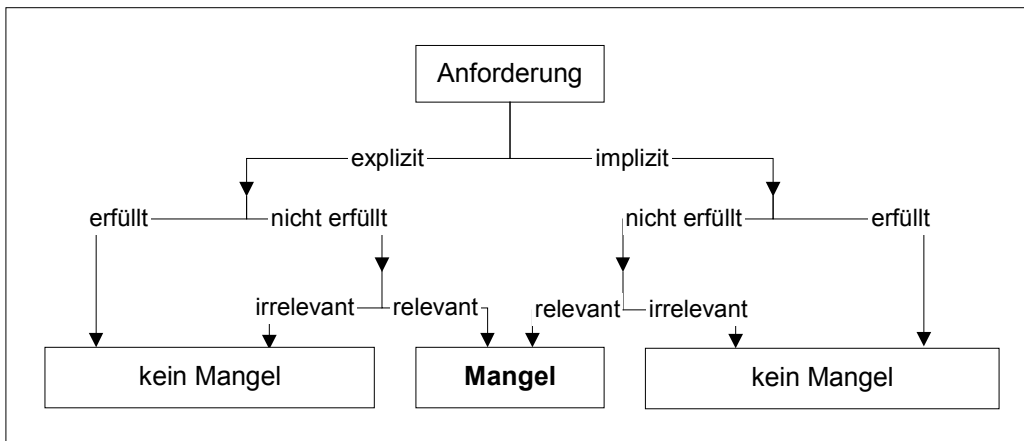 Anforderung
explizit implizit
erfüllt nicht erfüllt nicht erfüllt erfüllt
irrelevant relevant relevant irrelevant
kein Mangel Mangel kein Mangel